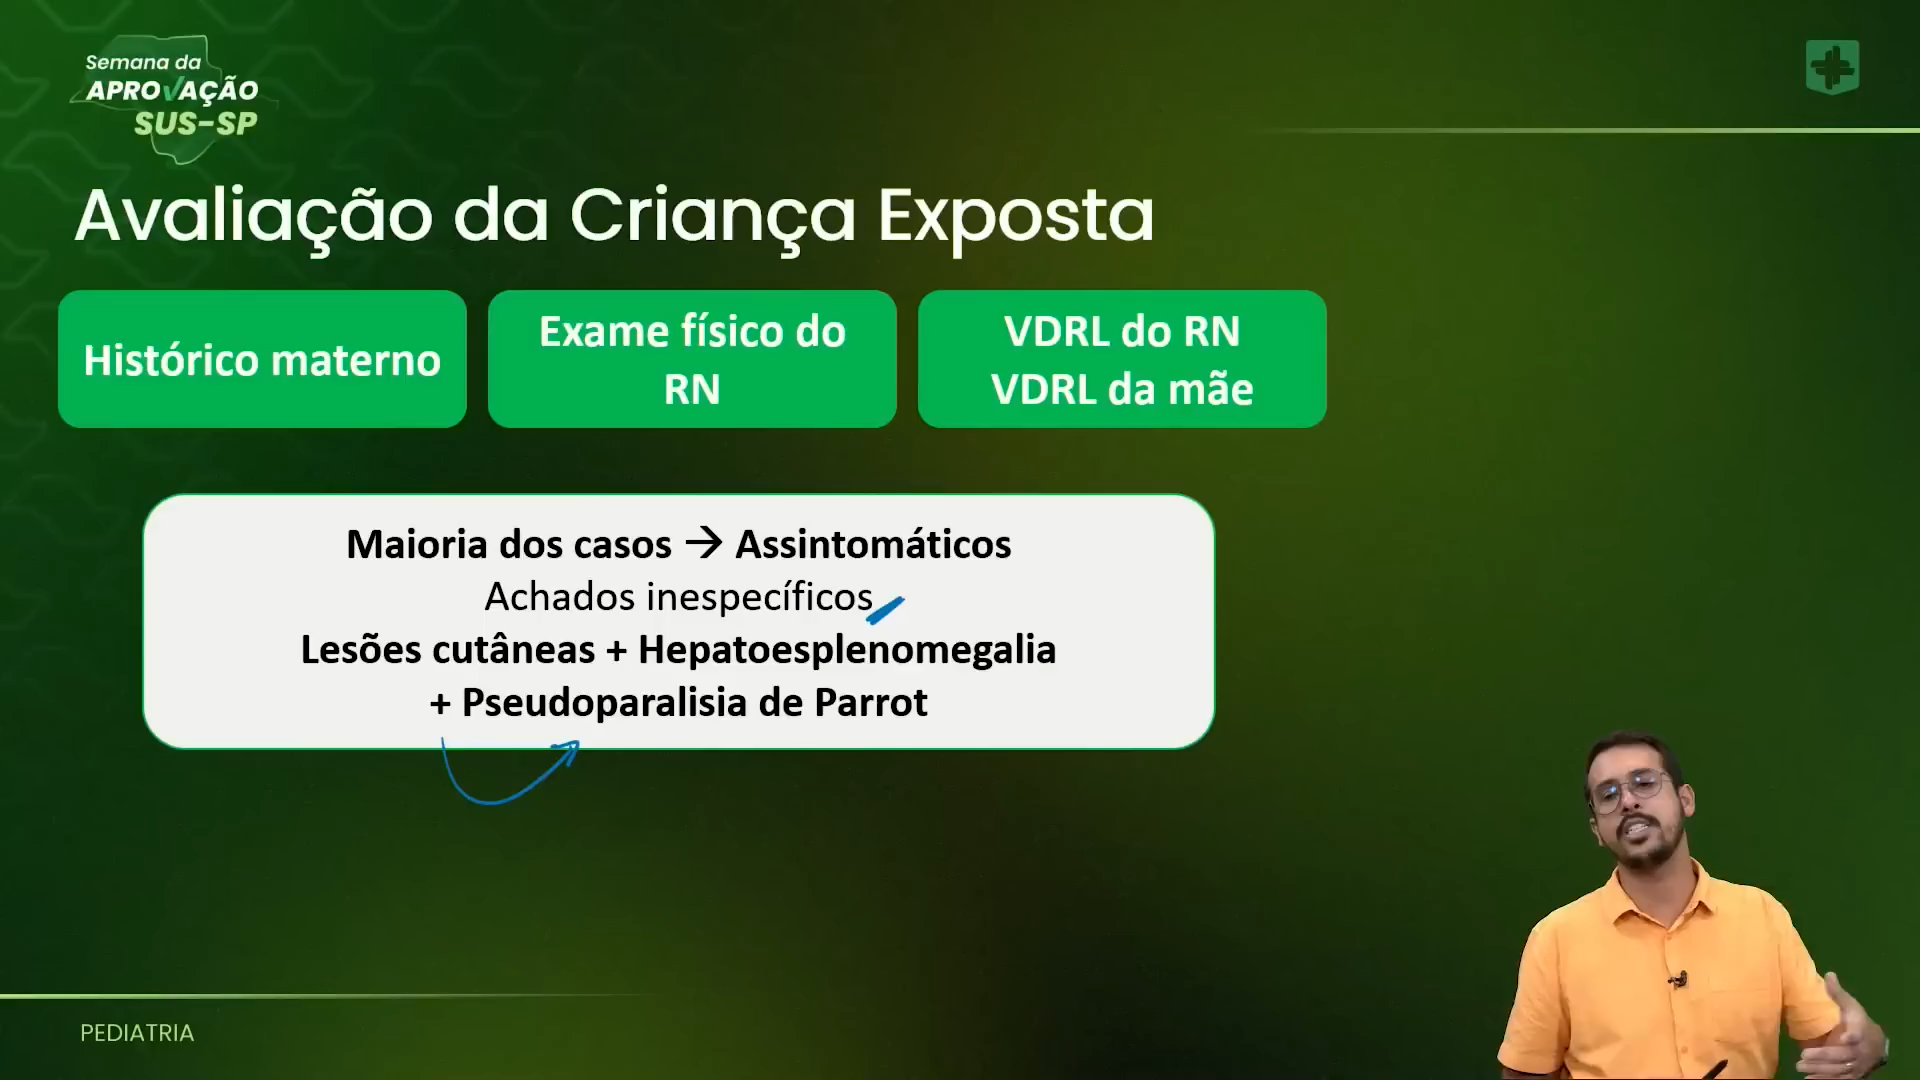 Semana da
APROVAÇÃO
SUS-SP
Avaliação da Criança Exposta
Histórico materno
Exame físico do
RN
VDRL do RN
VDRL da mãe
Maioria dos casos → Assintomáticos
Achados inespecíficos
Lesões cutâneas + Hepatoesplenomegalia
+ Pseudoparalisia de Parrot
PEDIATRIA